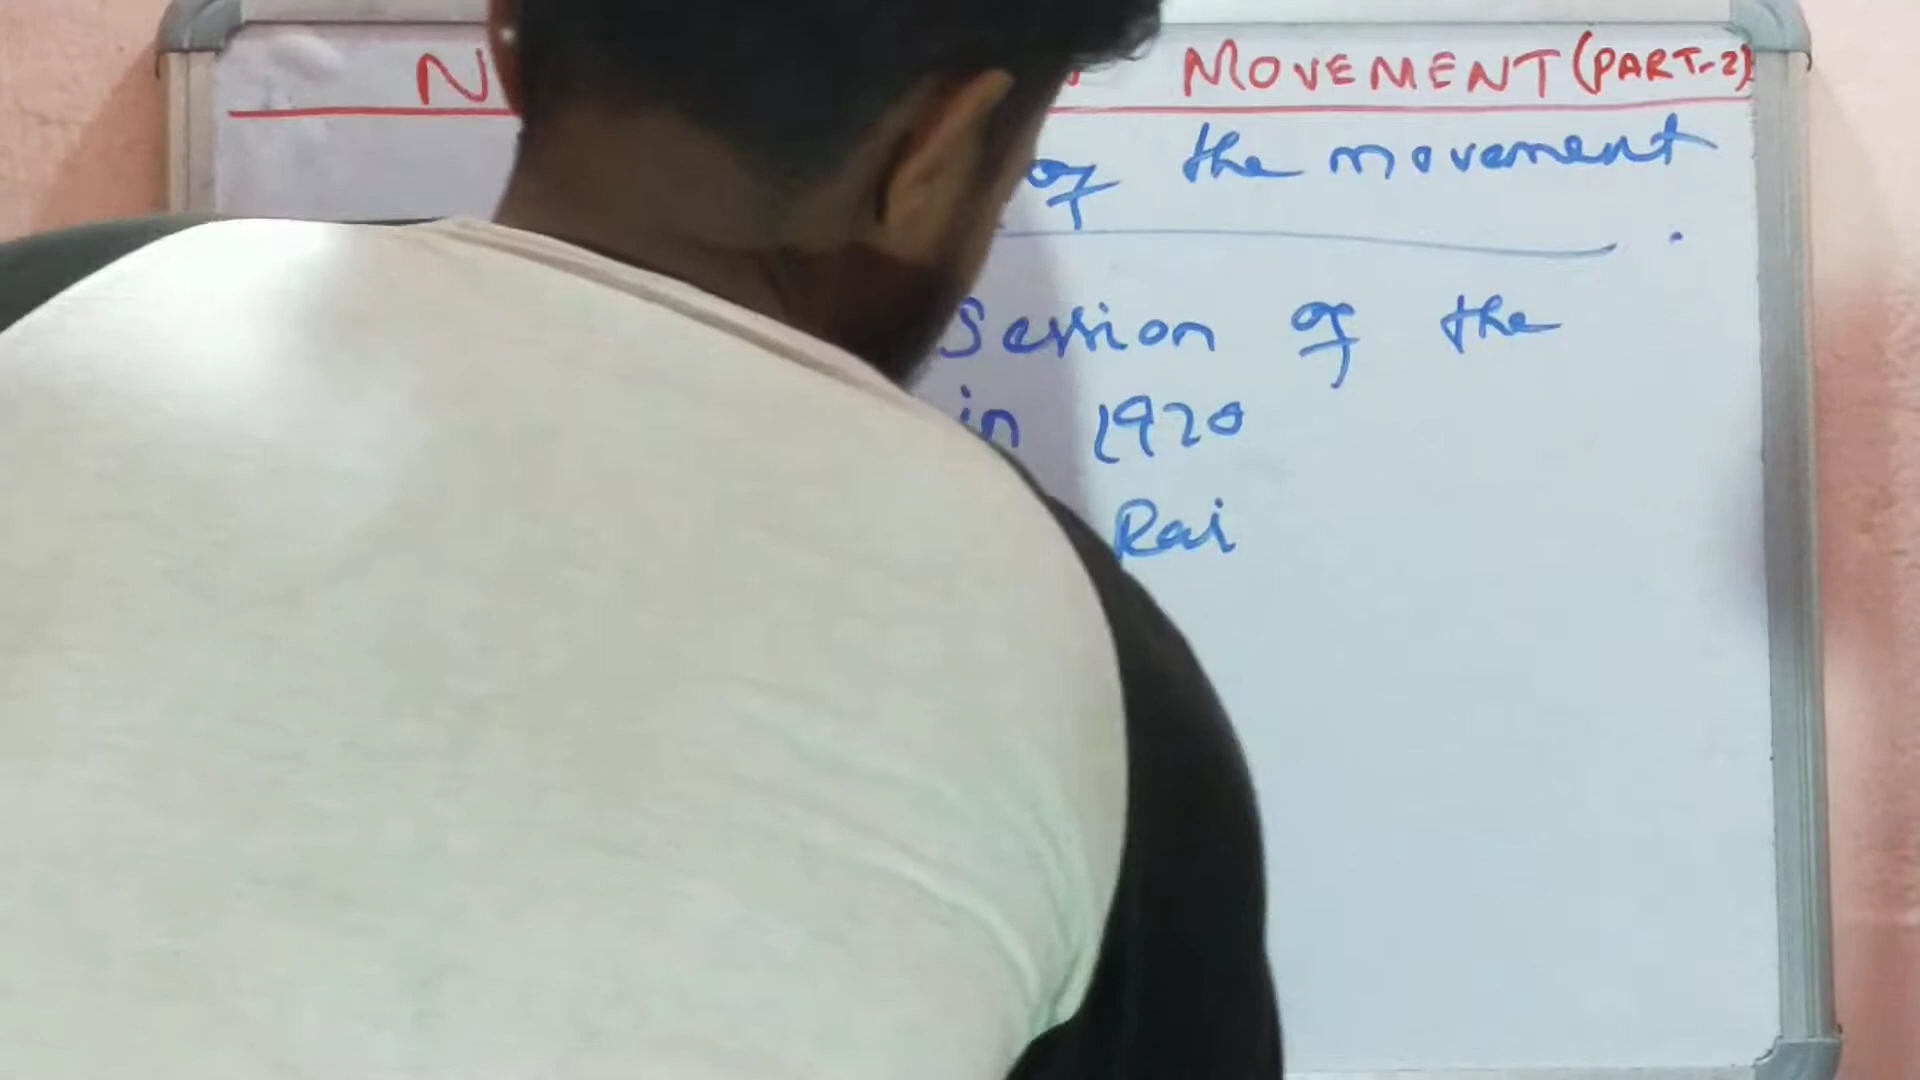 MOVEMENT (PART-2)
of the movement
Session of the
in 1920
Rai